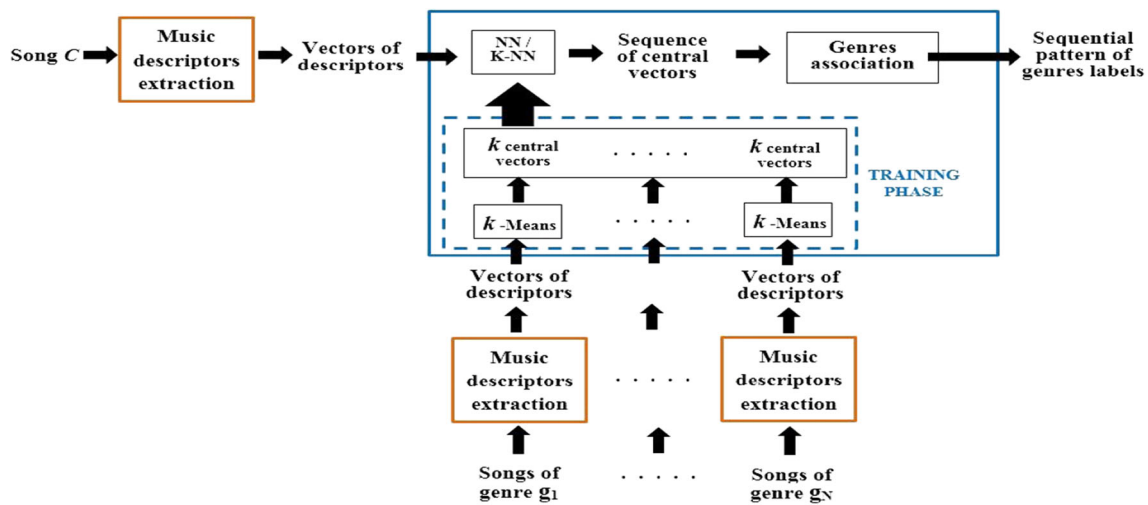 Song C
Music
descriptors
extraction
Vectors of
descriptors
NN /
K-NN
Sequence
of central
vectors
Genres
association
Sequential
pattern of
genres labels
k central
vectors
. . . . .
k central
vectors
TRAINING
PHASE
k -Means
. . . . .
k -Means
Vectors of
descriptors
Vectors of
descriptors
Music
descriptors
extraction
. . . . .
Music
descriptors
extraction
Songs of
genre g1
. . . . .
Songs of
genre gN